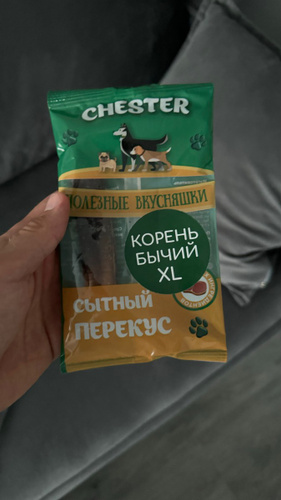 CHESTER
ПОЛЕЗНЫЕ ВКУСНЯШКИ
КОРЕНЬ
БЫЧИЙ
XL
СЫТНЫЙ
ПЕРЕКУС